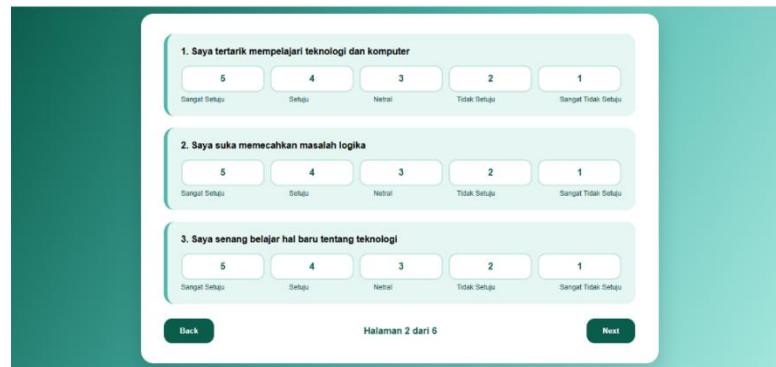 1. Saya tertarik mempelajari teknologi dan komputer
5 4 3 2 1
Sangat Setuju Setuju Netral Tidak Setuju Sangat Tidak Setuju
2. Saya suka memecahkan masalah logika
5 4 3 2 1
Sangat Setuju Setuju Netral Tidak Setuju Sangat Tidak Setuju
3. Saya senang belajar hal baru tentang teknologi
5 4 3 2 1
Sangat Setuju Setuju Netral Tidak Setuju Sangat Tidak Setuju
Back Halaman 2 dari 6 Next